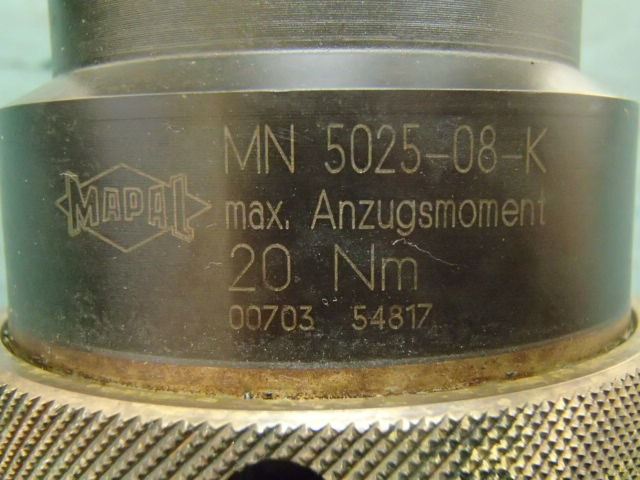 MAPAL
MN 5025-08-K
max. Anzugsmoment
20 Nm
00703 54817